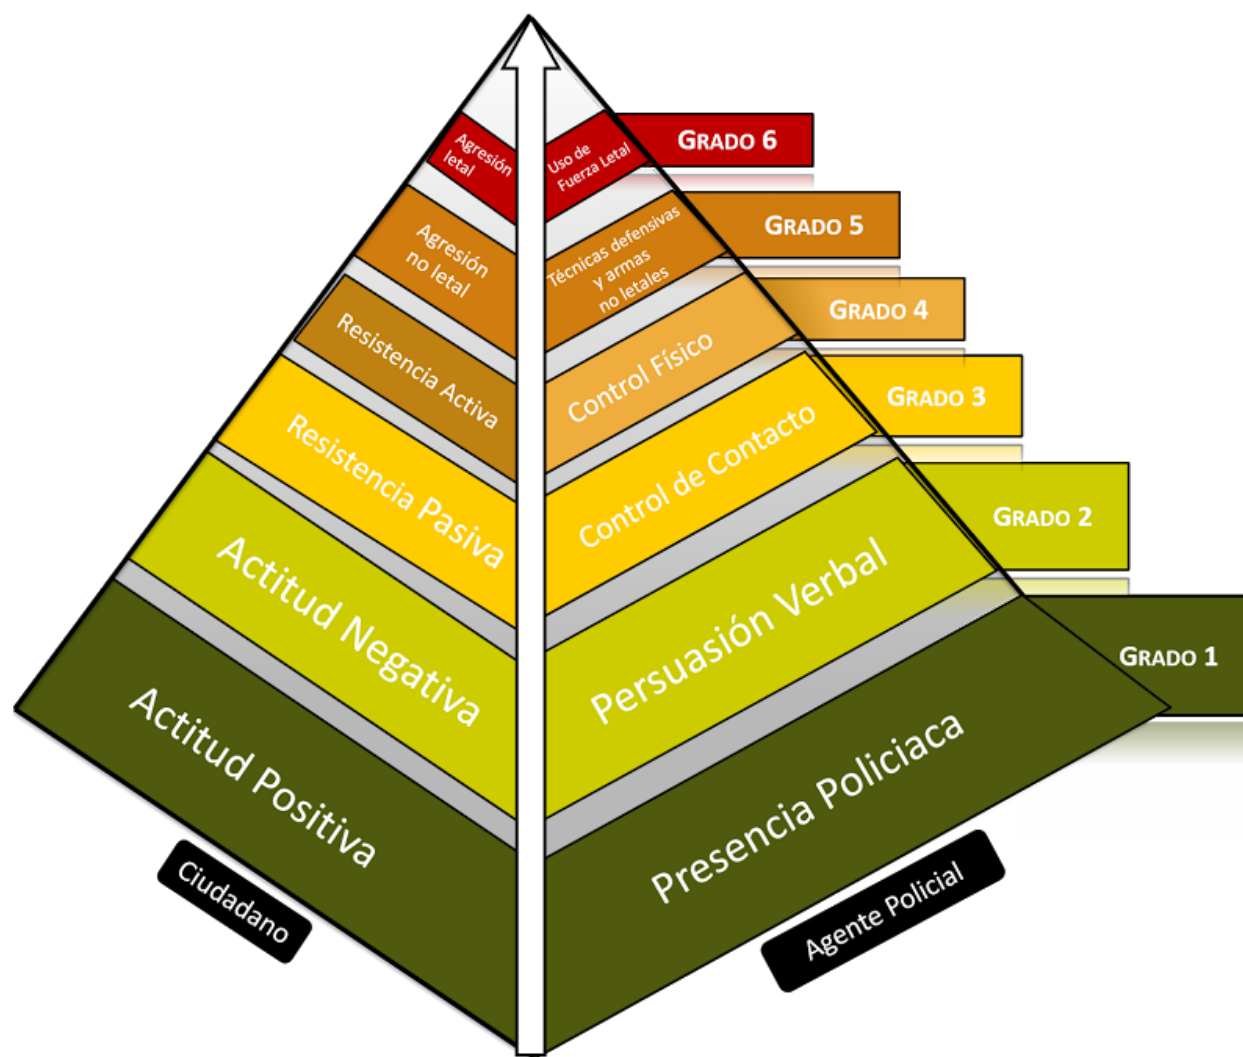 Agresión
letal
Uso de
Fuerza Letal
GRADO 6
Agresión
no letal
Técnicas defensivas
y armas
no letales
GRADO 5
Resistencia Activa
Control Físico
GRADO 4
Resistencia Pasiva
Control de Contacto
GRADO 3
Actitud Negativa
Persuasión Verbal
GRADO 2
Actitud Positiva
Presencia Policiaca
GRADO 1
Ciudadano
Agente Policial